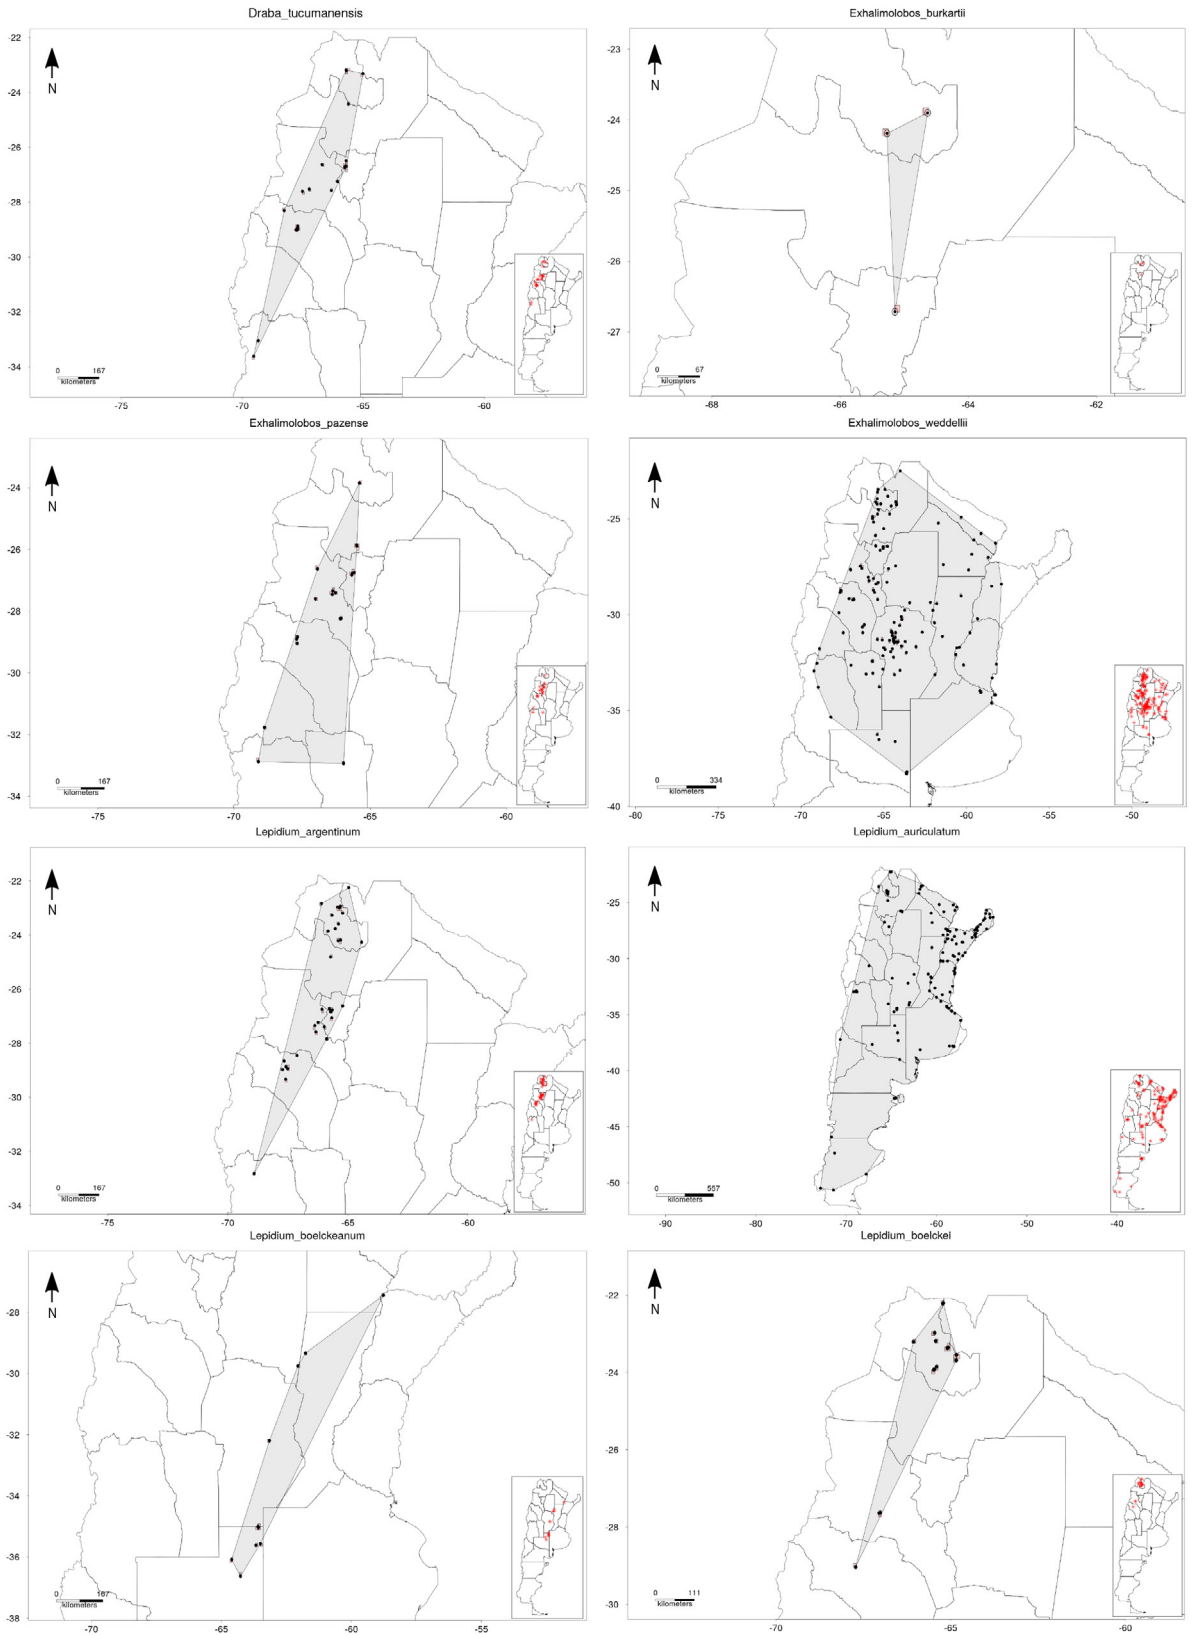 Draba_tucumanensis
Exhalimolobos_burkartii
-22
-24
-26
-28
-30
-32
-34
N
0 167
kilometers
-75 -70 -65 -60
-23
-24
-25
-26
-27
N
0 67
kilometers
-68 -66 -64 -62
Exhalimolobos_pazense
Exhalimolobos_weddellii
-24
-26
-28
-30
-32
-34
N
0 167
kilometers
-75 -70 -65 -60
-25
-30
-35
-40
N
0 334
kilometers
-80 -75 -70 -65 -60 -55 -50
Lepidium_argentinum
Lepidium_auriculatum
-22
-24
-26
-28
-30
-32
-34
N
0 167
kilometers
-75 -70 -65 -60
-25
-30
-35
-40
-45
-50
N
0 557
kilometers
-90 -80 -70 -60 -50 -40
Lepidium_boelckeanum
Lepidium_boelckei
-28
-30
-32
-34
-36
-38
N
0 167
kilometers
-70 -65 -60 -55
-22
-24
-26
-28
-30
N
0 111
kilometers
-70 -65 -60